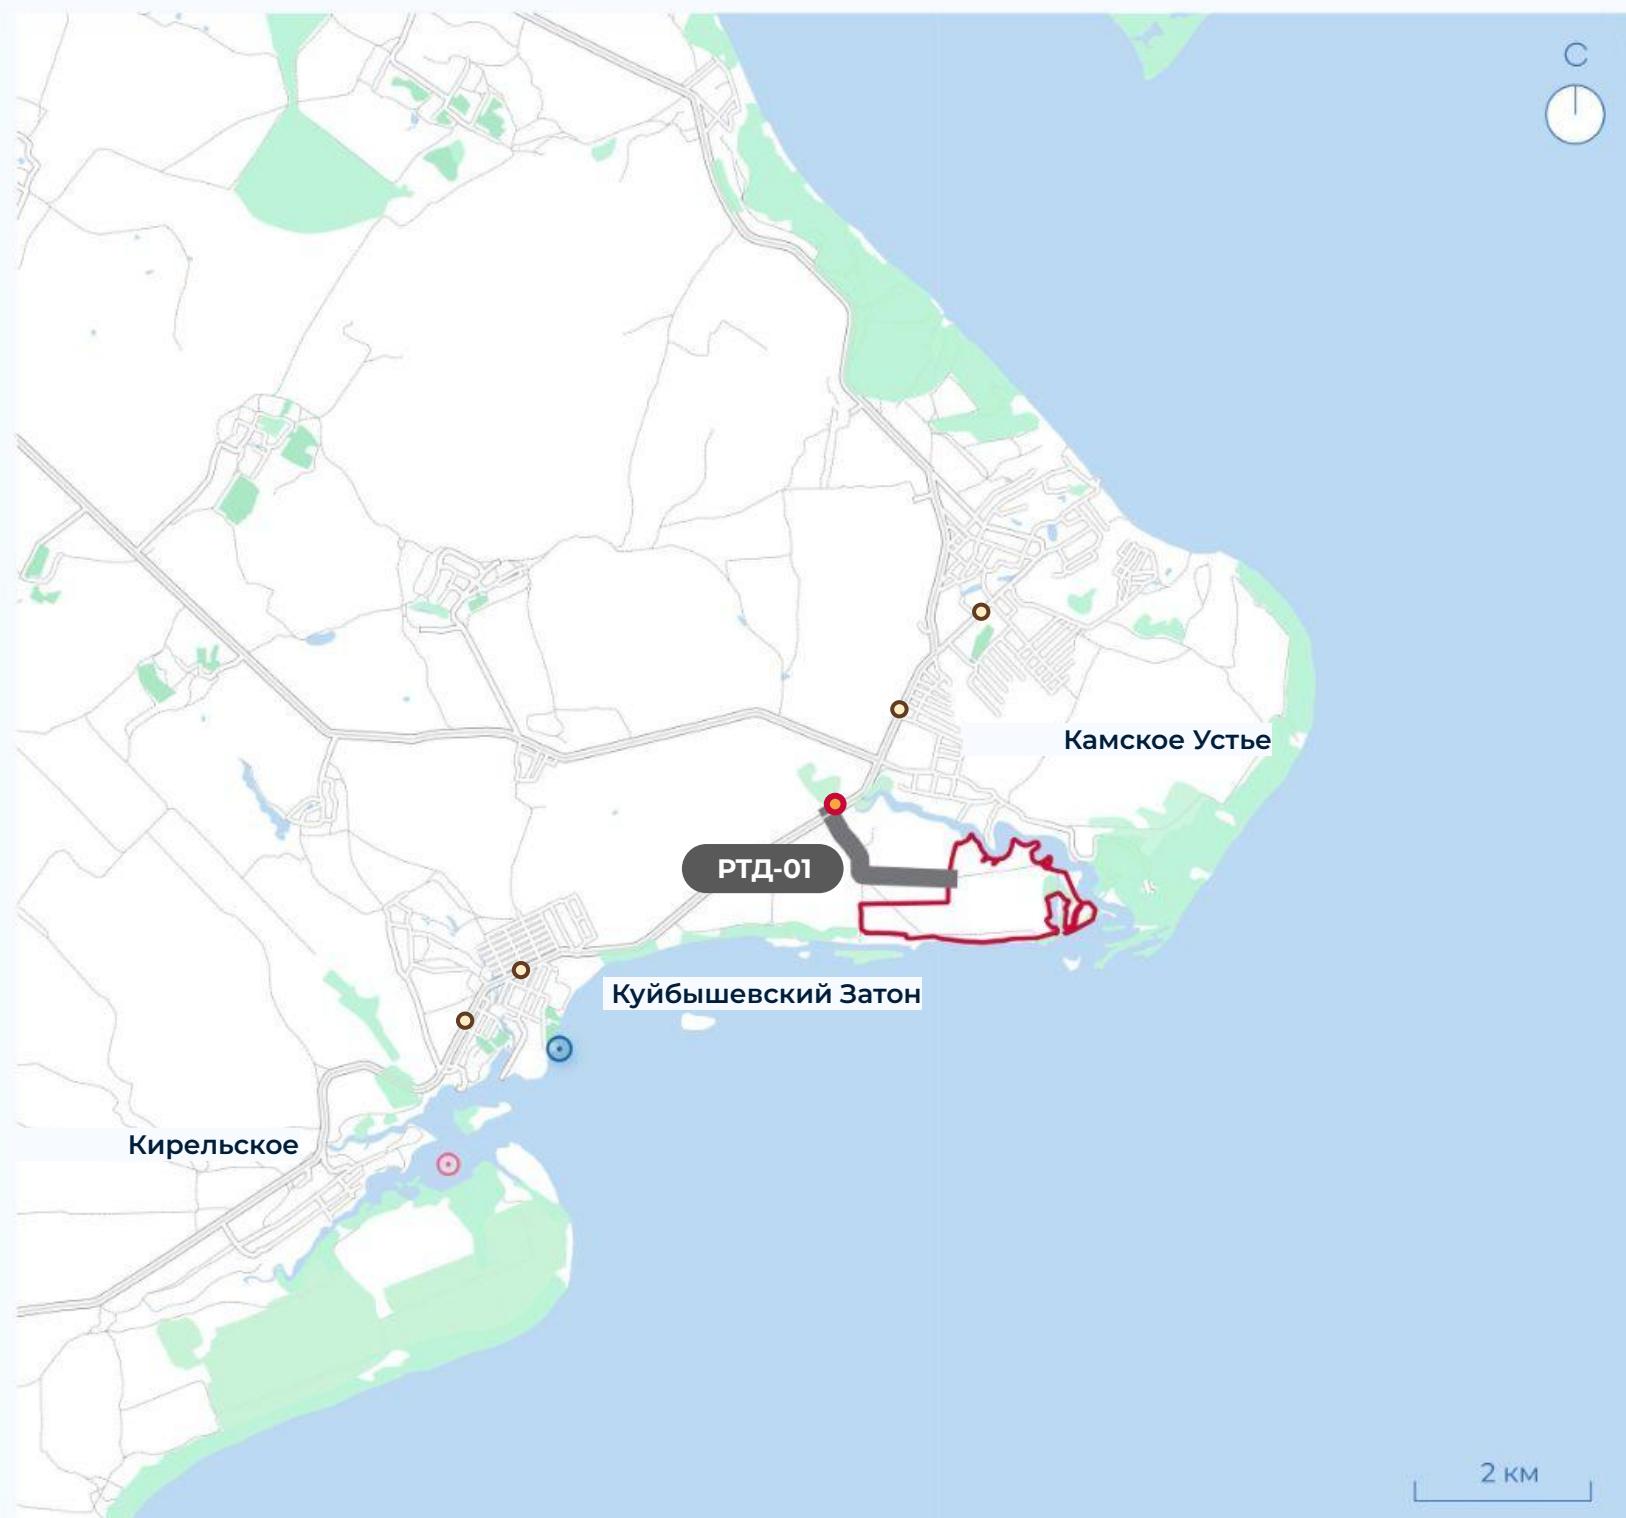 С
Камское Устье
РТД-01
Куйбышевский Затон
Кирельское
2 км